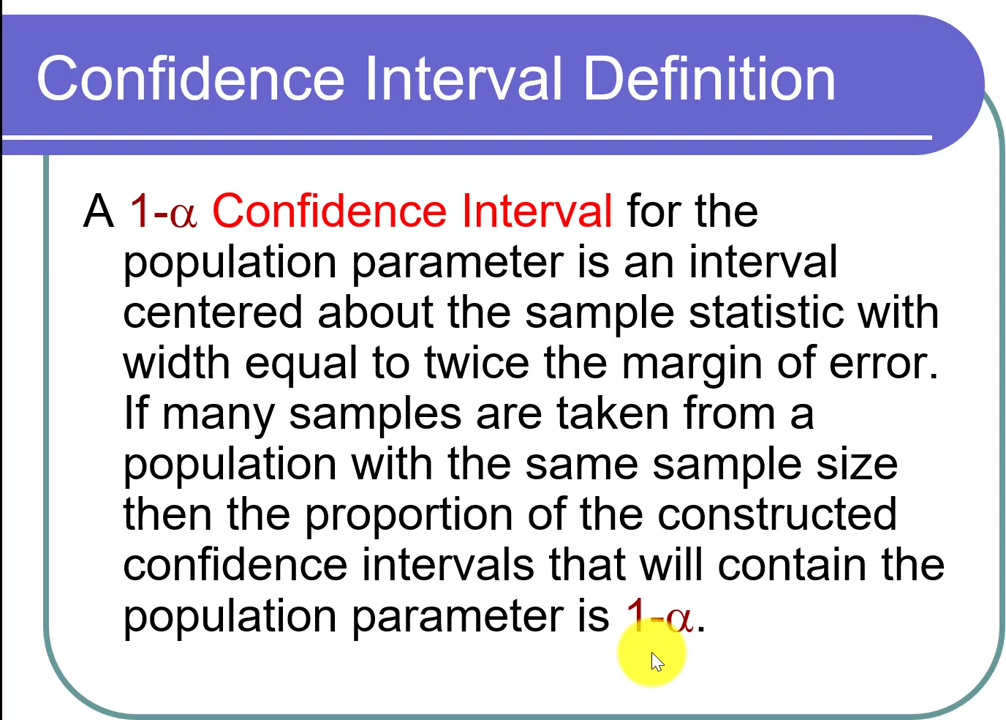 Confidence Interval Definition
A 1-α Confidence Interval for the
population parameter is an interval
centered about the sample statistic with
width equal to twice the margin of error.
If many samples are taken from a
population with the same sample size
then the proportion of the constructed
confidence intervals that will contain the
population parameter is 1-α.